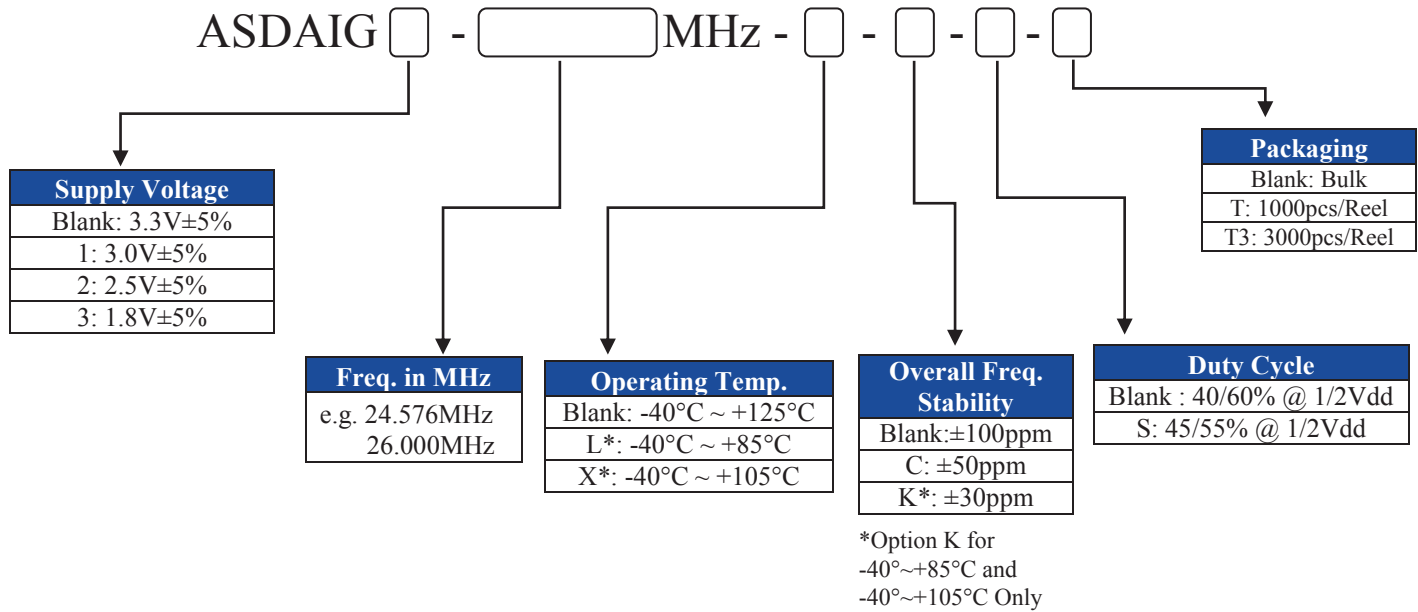 ASDAIG - MHz - - - -
Supply Voltage
Blank: 3.3V±5%
1: 3.0V±5%
2: 2.5V±5%
3: 1.8V±5%
Freq. in MHz
e.g. 24.576MHz
26.000MHz
Operating Temp.
Blank: -40°C ~ +125°C
L*: -40°C ~ +85°C
X*: -40°C ~ +105°C
Overall Freq.
Stability
Blank:±100ppm
C: ±50ppm
K*: ±30ppm
*Option K for
-40°~+85°C and
-40°~+105°C Only
Duty Cycle
Blank : 40/60% @ 1/2Vdd
S: 45/55% @ 1/2Vdd
Packaging
Blank: Bulk
T: 1000pcs/Reel
T3: 3000pcs/Reel